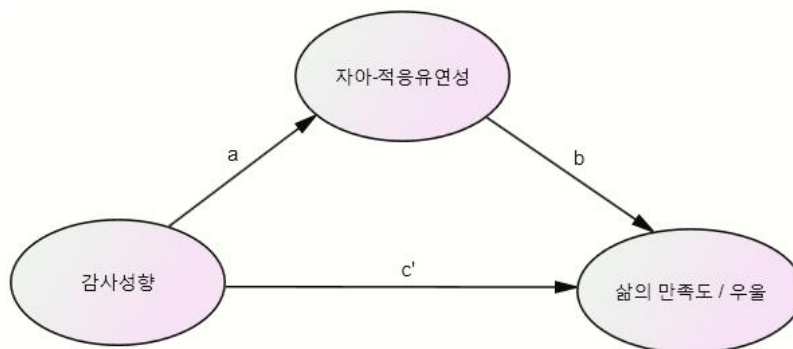 자아-적응유연성
a
b
감사성향
c'
삶의 만족도 / 우울